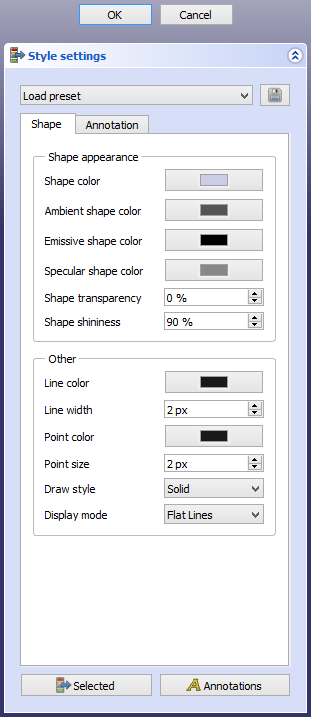 OK Cancel
Style settings
Load preset
Shape Annotation
Shape appearance
Shape color
Ambient shape color
Emissive shape color
Specular shape color
Shape transparency 0 %
Shape shininess 90 %
Other
Line color
Line width 2 px
Point color
Point size 2 px
Draw style Solid
Display mode Flat Lines
Selected Annotations